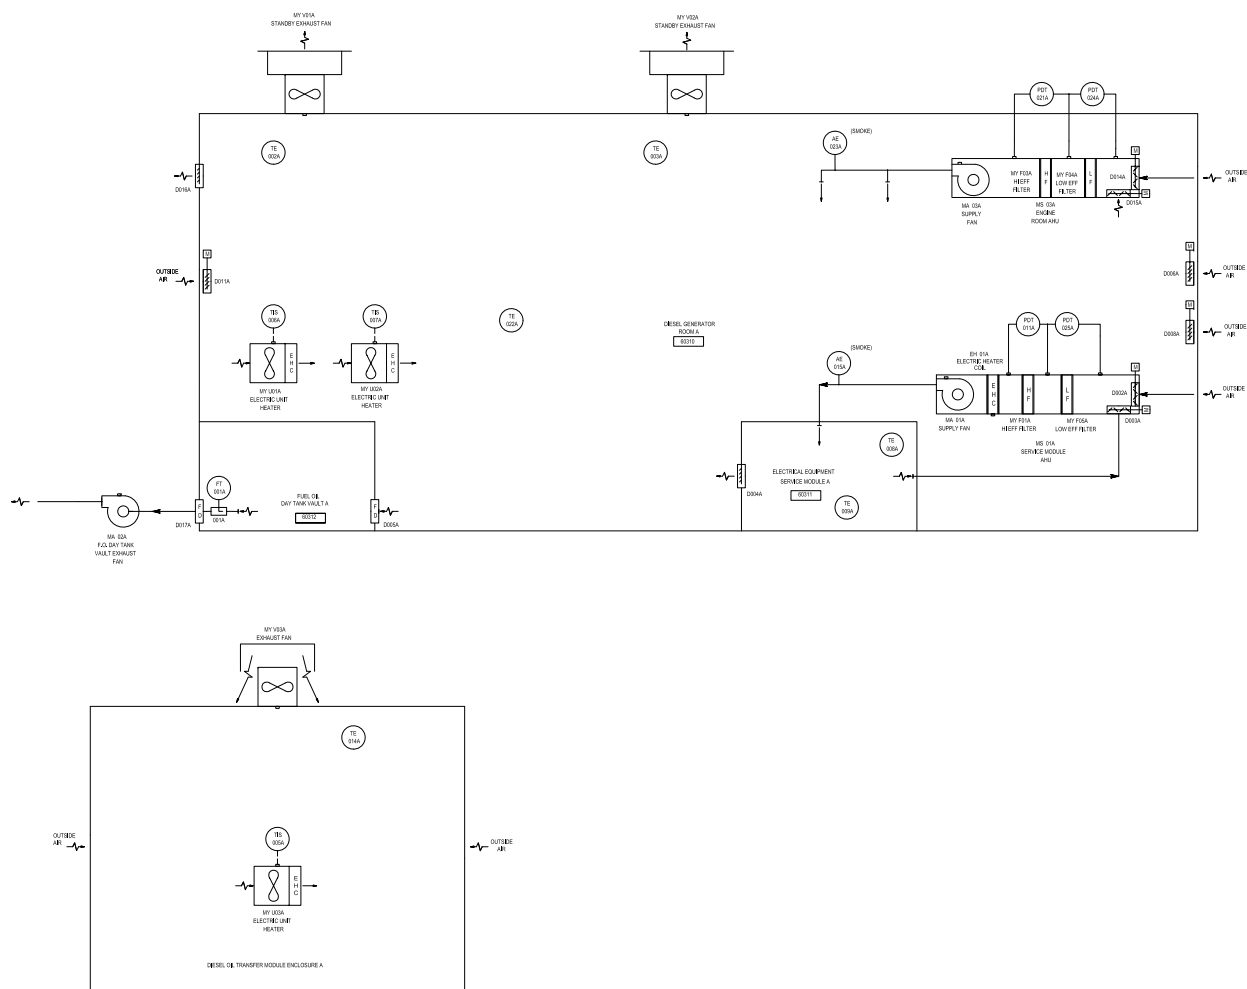 MY V01A
STANDBY EXHAUST FAN
MY V02A
STANDBY EXHAUST FAN
PDT
021A
PDT
024A
TE
002A
TE
003A
AE
023A
(SMOKE)
MY F03A
HI EFF
FILTER
H
F
MY F04A
LOW EFF
FILTER
L
F
D014A
M
M
D015A
OUTSIDE
AIR
D016A
MA 03A
SUPPLY
FAN
MS 03A
ENGINE
ROOM AHU
M
OUTSIDE
AIR
D011A
M
D006A
OUTSIDE
AIR
TIS
006A
TIS
007A
TE
022A
DIESEL GENERATOR
ROOM A
60310
PDT
011A
PDT
025A
M
D008A
OUTSIDE
AIR
E
H
C
E
H
C
MY U01A
ELECTRIC UNIT
HEATER
MY U02A
ELECTRIC UNIT
HEATER
AE
015A
(SMOKE)
EH 01A
ELECTRIC HEATER
COIL
E
H
C
H
F
L
F
D002A
M
M
D003A
OUTSIDE
AIR
MA 01A
SUPPLY FAN
MY F01A
HI EFF FILTER
MY F05A
LOW EFF FILTER
MS 01A
SERVICE MODULE
AHU
TE
008A
D004A
ELECTRICAL EQUIPMENT
SERVICE MODULE A
60311
TE
009A
FT
001A
001A
FUEL OIL
DAY TANK VAULT A
60312
F
D
D017A
F
D
D005A
MA 02A
F.O. DAY TANK
VAULT EXHAUST
FAN
MY V03A
EXHAUST FAN
TE
014A
OUTSIDE
AIR
TIS
005A
OUTSIDE
AIR
E
H
C
MY U03A
ELECTRIC UNIT
HEATER
DIESEL OIL TRANSFER MODULE ENCLOSURE A